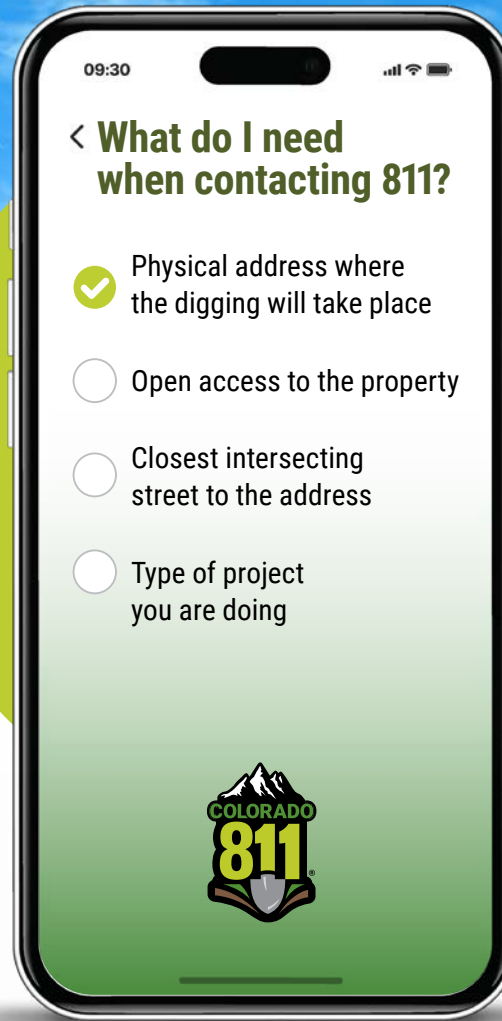 09:30
What do I need
when contacting 811?
Physical address where
the digging will take place
Open access to the property
Closest intersecting
street to the address
Type of project
you are doing
COLORADO
811